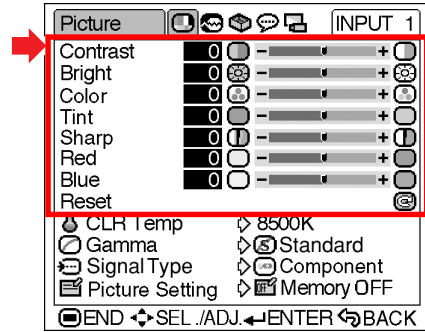 Picture INPUT 1
Contrast 0 - +
Bright 0 - +
Color 0 - +
Tint 0 - +
Sharp 0 - +
Red 0 - +
Blue 0 - +
Reset
CLR Temp 8500K
Gamma S Standard
Signal Type Component
Picture Setting OFF Memory OFF
END SEL./ADJ. ENTER BACK